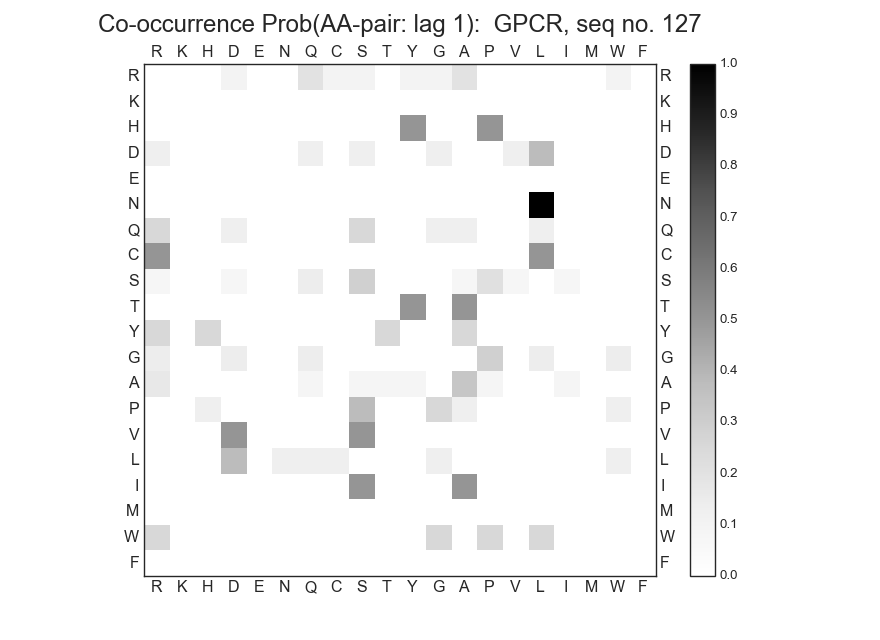 Co-occurrence Prob(AA-pair: lag 1):  GPCR, seq no. 127
R K H D E N Q C S T Y G A P V L I M W F
R R 1.0
K K
H H 0.9
D D 0.8
E E
N N 0.7
Q Q
C C 0.6
S S
T T 0.5
Y Y
G G 0.4
A A
P P 0.3
V V
L L 0.2
I I
M M 0.1
W W
F F 0.0
R K H D E N Q C S T Y G A P V L I M W F